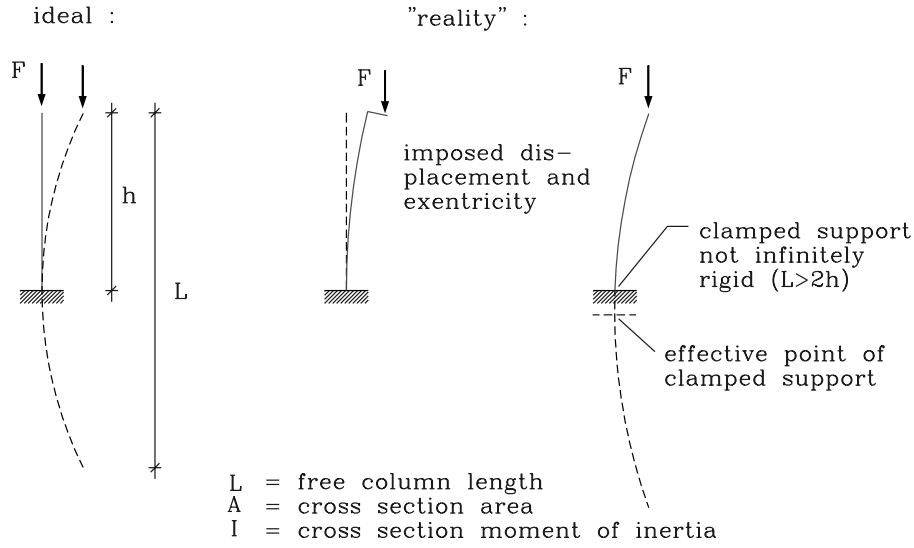 ideal :
"reality" :
F
F
F
h
L
imposed dis-
placement and
exentricity
clamped support
not infinitely
rigid (L>2h)
effective point of
clamped support
L = free column length
A = cross section area
I = cross section moment of inertia